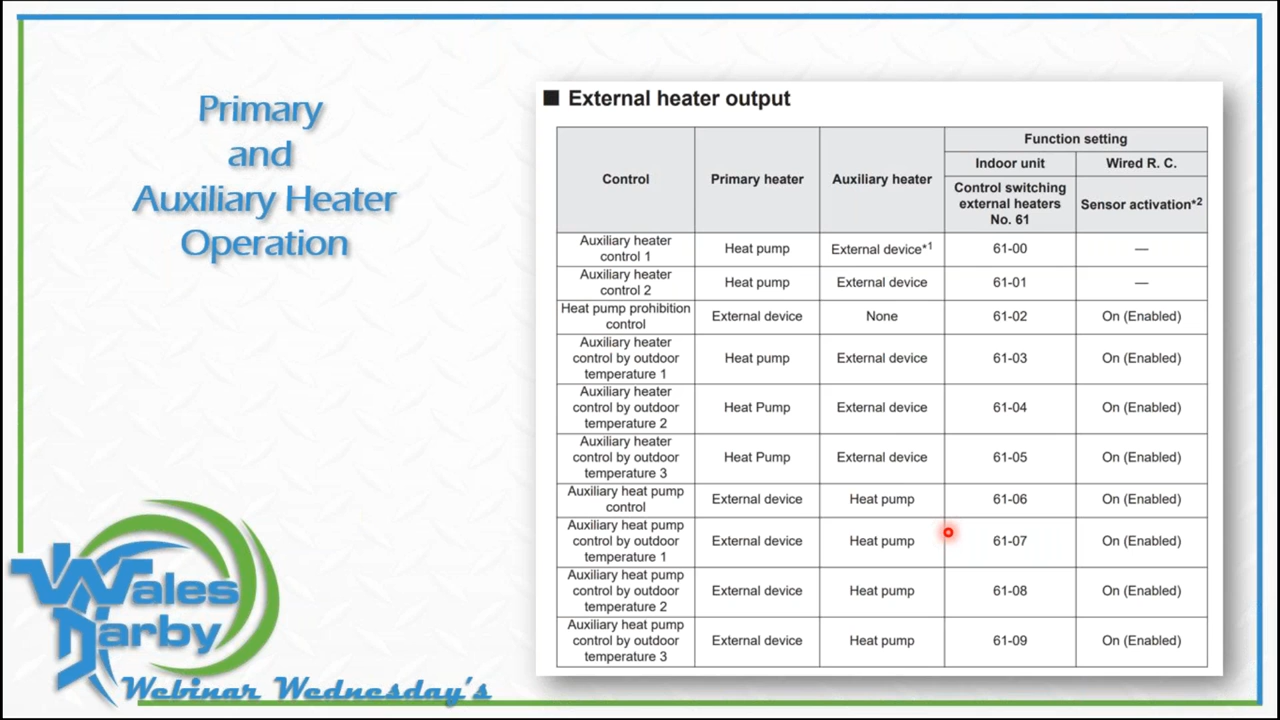 Primary
and
Auxiliary Heater
Operation
■ External heater output
Control
Primary heater
Auxiliary heater
Function setting
Indoor unit
Wired R. C.
Control switching
external heaters
No. 61
Sensor activation*2
Auxiliary heater
control 1
Heat pump
External device*1
61-00
—
Auxiliary heater
control 2
Heat pump
External device
61-01
—
Heat pump prohibition
control
External device
None
61-02
On (Enabled)
Auxiliary heater
control by outdoor
temperature 1
Heat pump
External device
61-03
On (Enabled)
Auxiliary heater
control by outdoor
temperature 2
Heat Pump
External device
61-04
On (Enabled)
Auxiliary heater
control by outdoor
temperature 3
Heat Pump
External device
61-05
On (Enabled)
Auxiliary heat pump
control
External device
Heat pump
61-06
On (Enabled)
Auxiliary heat pump
control by outdoor
temperature 1
External device
Heat pump
61-07
On (Enabled)
Auxiliary heat pump
control by outdoor
temperature 2
External device
Heat pump
61-08
On (Enabled)
Auxiliary heat pump
control by outdoor
temperature 3
External device
Heat pump
61-09
On (Enabled)
Wales
Darby
Webinar Wednesday's